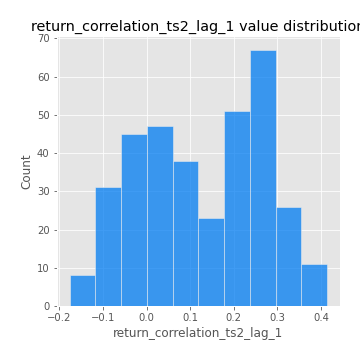 return_correlation_ts2_lag_1 value distribution
70
60
50
40
30
20
10
0
Count
−0.2 −0.1 0.0 0.1 0.2 0.3 0.4
return_correlation_ts2_lag_1